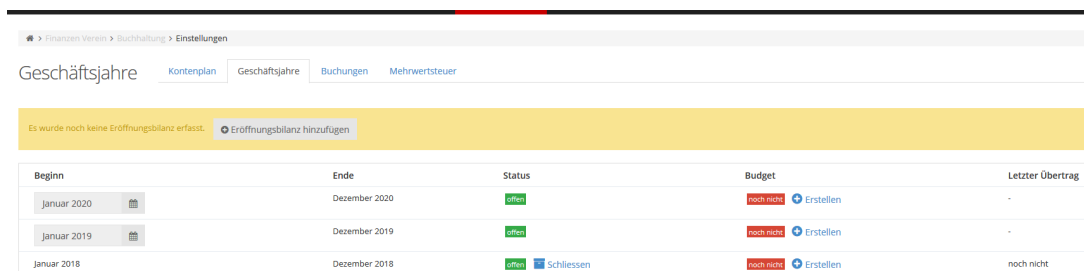 > Finanzen Verein > Buchhaltung > Einstellungen
Geschäftsjahre Kontenplan Geschäftsjahre Buchungen Mehrwertsteuer
Es wurde noch keine Eröffnungsbilanz erfasst. Eröffnungsbilanz hinzufügen
Beginn Ende Status Budget Letzter Übertrag
Januar 2020 Dezember 2020 offen noch nicht Erstellen -
Januar 2019 Dezember 2019 offen noch nicht Erstellen -
Januar 2018 Dezember 2018 offen Schliessen noch nicht Erstellen noch nicht